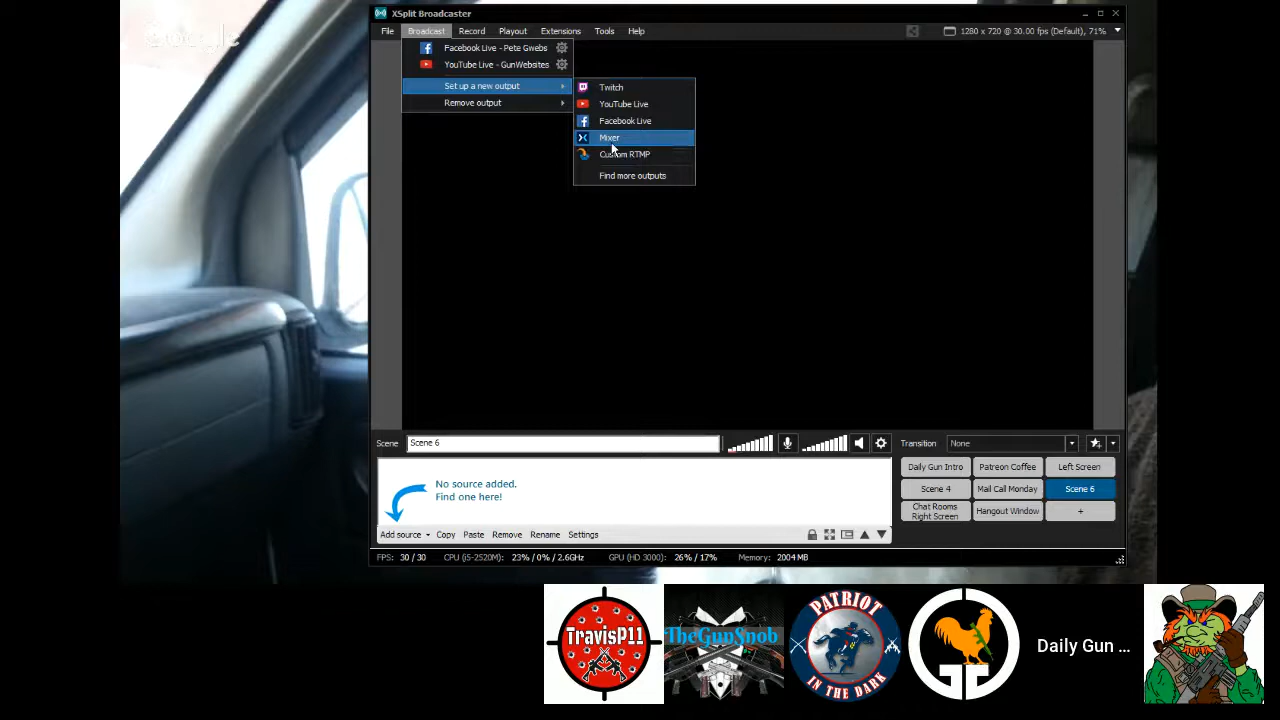 Google
XSplit Broadcaster
File Broadcast Record Playout Extensions Tools Help
1280 x 720 @ 30.00 fps (Default), 71%
Facebook Live - Pete Gwebs
YouTube Live - GunWebsites
Set up a new output
Remove output
Twitch
YouTube Live
Facebook Live
Mixer
Custom RTMP
Find more outputs
Scene Scene 6 Transition None
No source added.
Find one here!
Daily Gun Intro Patreon Coffee Left Screen
Scene 4 Mail Call Monday Scene 6
Chat Rooms
Right Screen Hangout Window +
Add source Copy Paste Remove Rename Settings
FPS: 30 / 30 CPU (i5-2520M): 23% / 0% / 2.6GHz GPU (HD 3000): 26% / 17% Memory: 2004 MB
TravisP11
TheGunSnob
PATRIOT
IN THE DARK
GG
Daily Gun ...